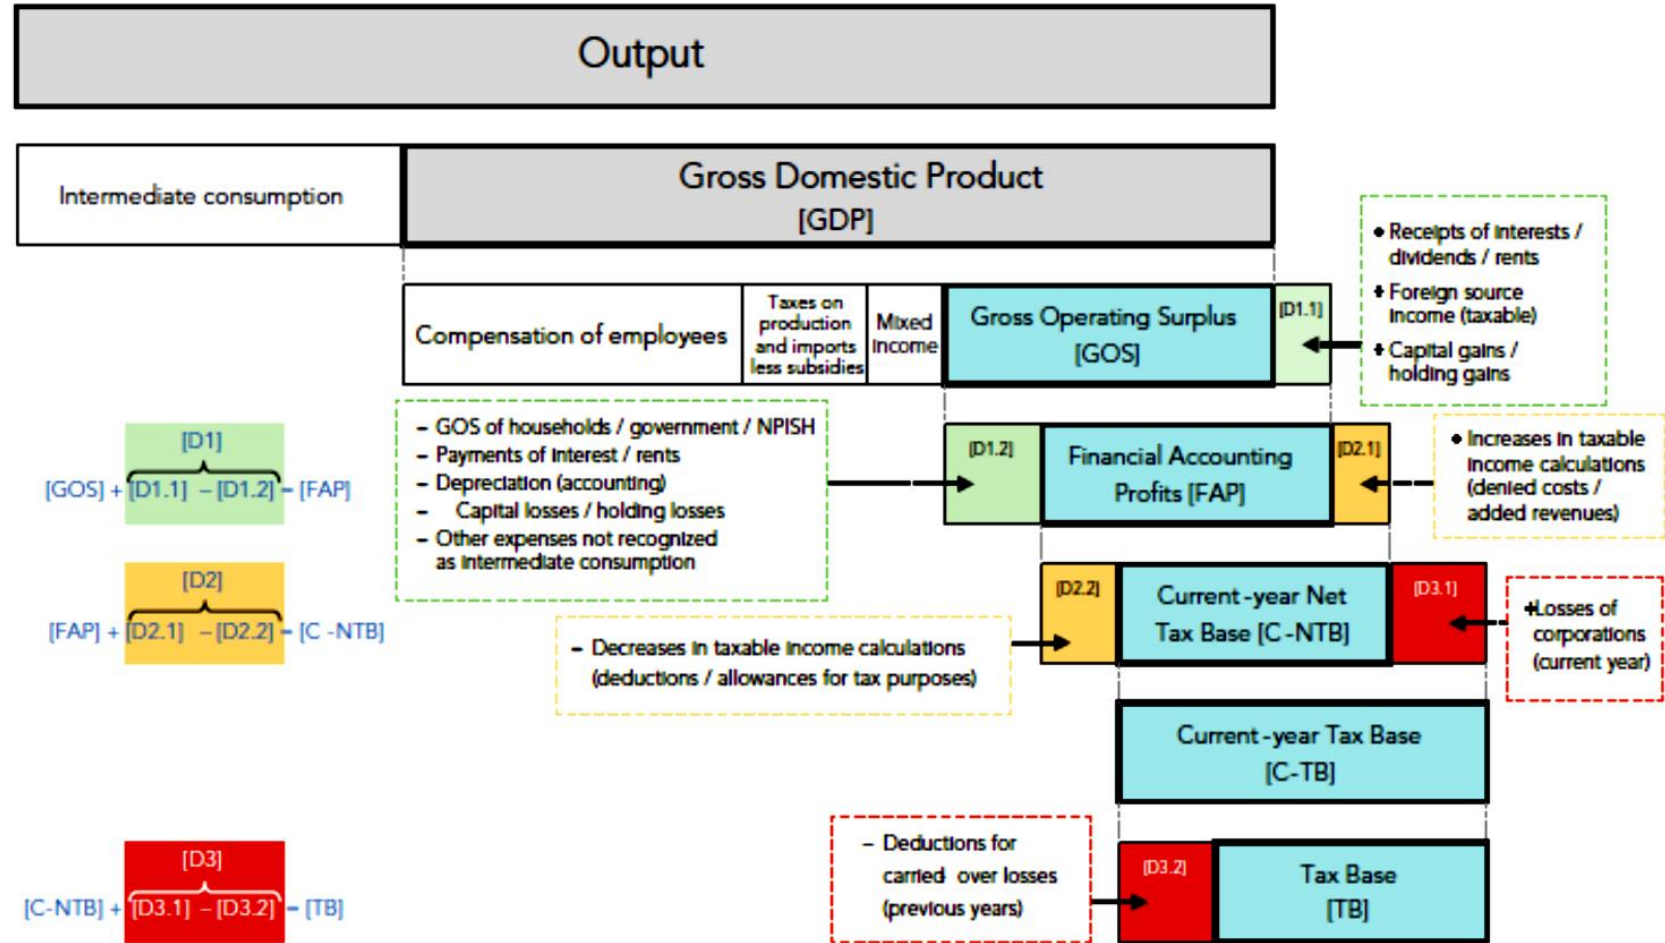 Output
Intermediate consumption
Gross Domestic Product
[GDP]
Compensation of employees
Taxes on
production
and imports
less subsidies
Mixed
Income
Gross Operating Surplus
[GOS]
[D1.1]
• Receipts of interests /
dividends / rents
+ Foreign source
income (taxable)
+ Capital gains /
holding gains
[D1]
[GOS] + [D1.1] – [D1.2] = [FAP]
– GOS of households / government / NPISH
– Payments of interest / rents
– Depreciation (accounting)
– Capital losses / holding losses
– Other expenses not recognized
as intermediate consumption
[D1.2]
Financial Accounting
Profits [FAP]
[D2.1]
• Increases in taxable
income calculations
(denied costs /
added revenues)
[D2]
[FAP] + [D2.1] – [D2.2] = [C -NTB]
– Decreases in taxable income calculations
(deductions / allowances for tax purposes)
[D2.2]
Current -year Net
Tax Base [C -NTB]
[D3.1]
+Losses of
corporations
(current year)
Current -year Tax Base
[C-TB]
[D3]
[C-NTB] + [D3.1] – [D3.2] = [TB]
– Deductions for
carried over losses
(previous years)
[D3.2]
Tax Base
[TB]